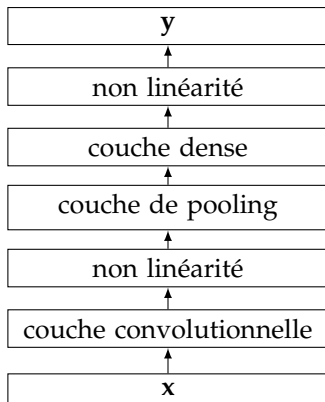 y
non linéarité
couche dense
couche de pooling
non linéarité
couche convolutionnelle
x